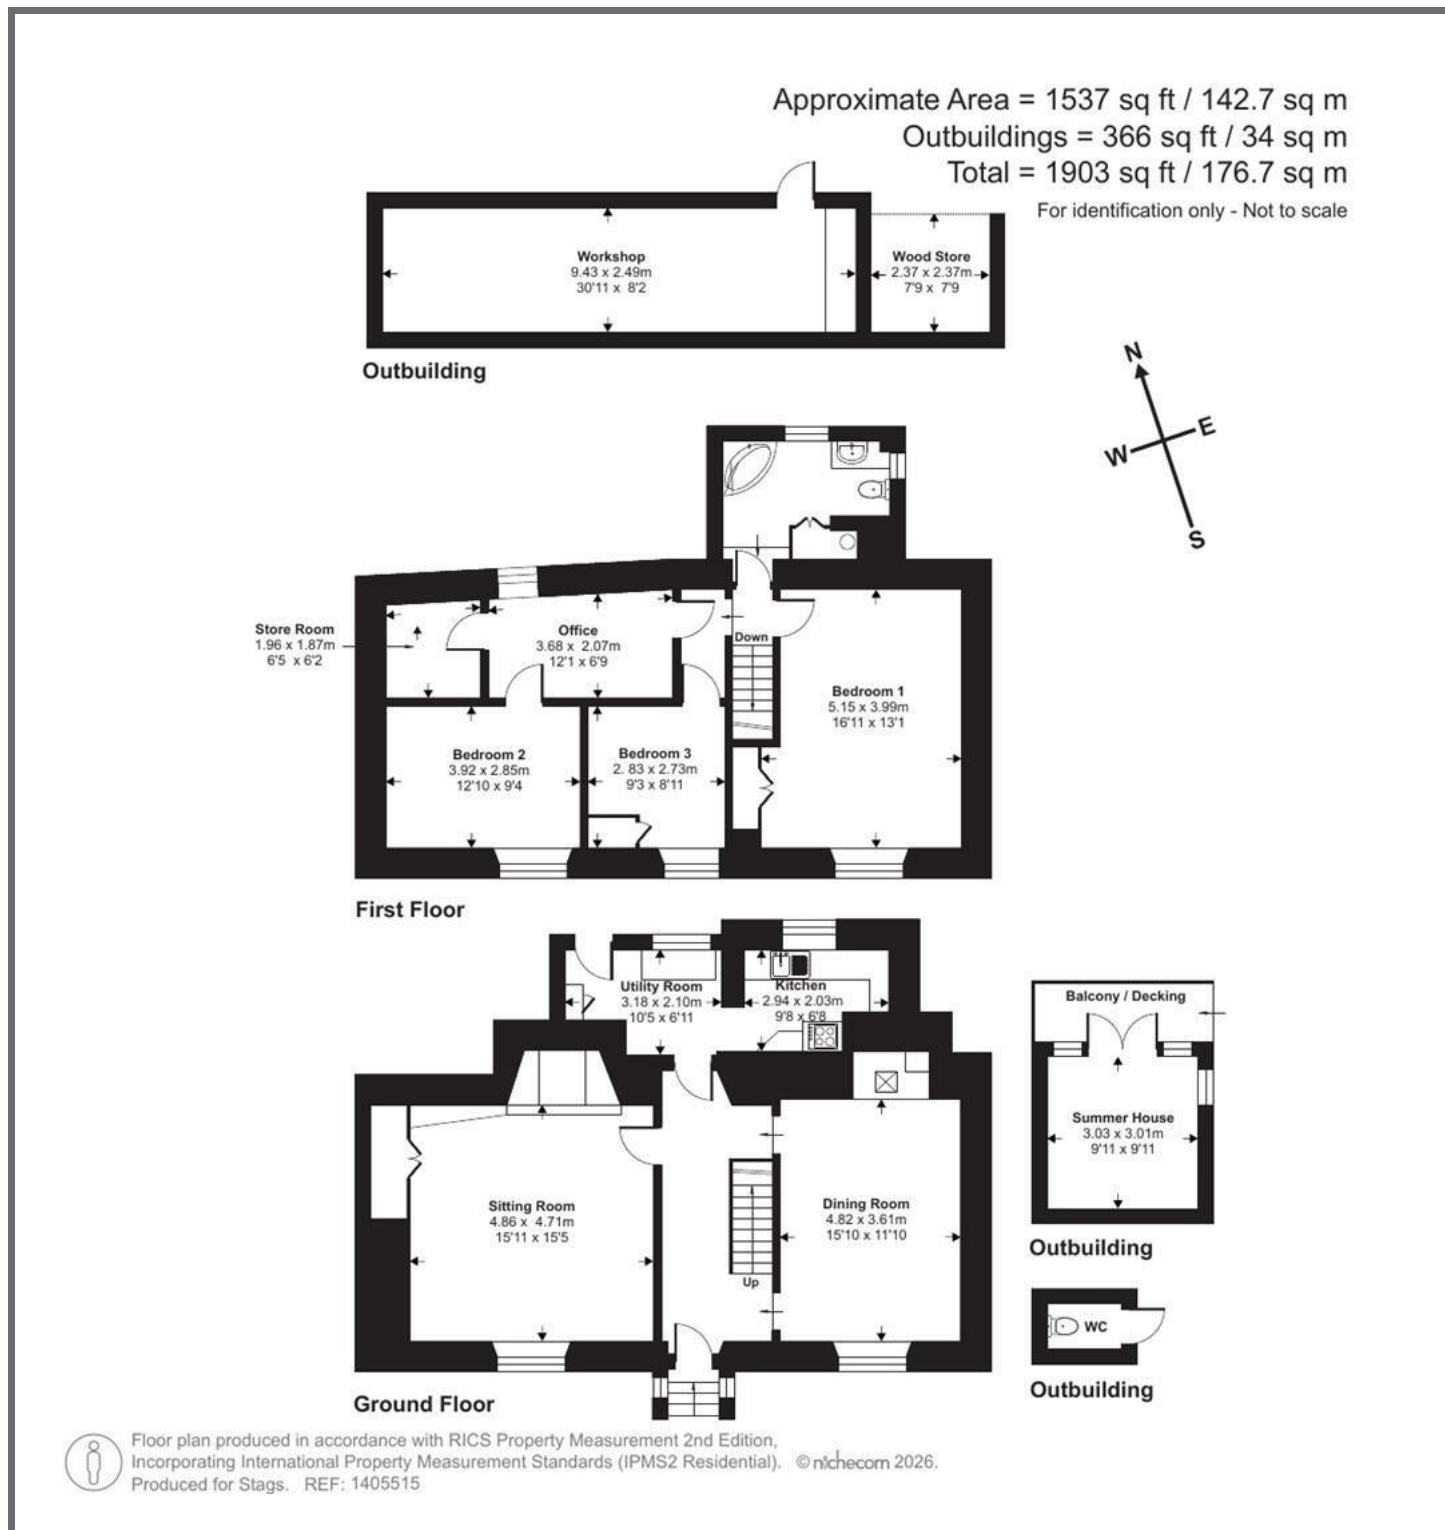 Approximate Area = 1537 sq ft / 142.7 sq m
Outbuildings = 366 sq ft / 34 sq m
Total = 1903 sq ft / 176.7 sq m
For identification only - Not to scale
Workshop
9.43 x 2.49m
30'11 x 8'2
Wood Store
2.37 x 2.37m
7'9 x 7'9
Outbuilding
N
E
W
S
Store Room
1.96 x 1.87m
6'5 x 6'2
Office
3.68 x 2.07m
12'1 x 6'9
Down
Bedroom 1
5.15 x 3.99m
16'11 x 13'1
Bedroom 2
3.92 x 2.85m
12'10 x 9'4
Bedroom 3
2. 83 x 2.73m
9'3 x 8'11
First Floor
Utility Room
3.18 x 2.10m
10'5 x 6'11
Kitchen
2.94 x 2.03m
9'8 x 6'8
Balcony / Decking
Summer House
3.03 x 3.01m
9'11 x 9'11
Outbuilding
Sitting Room
4.86 x 4.71m
15'11 x 15'5
Dining Room
4.82 x 3.61m
15'10 x 11'10
Up
WC
Outbuilding
Ground Floor
Floor plan produced in accordance with RICS Property Measurement 2nd Edition,
Incorporating International Property Measurement Standards (IPMS2 Residential). © nichecom 2026.
Produced for Stags. REF: 1405515